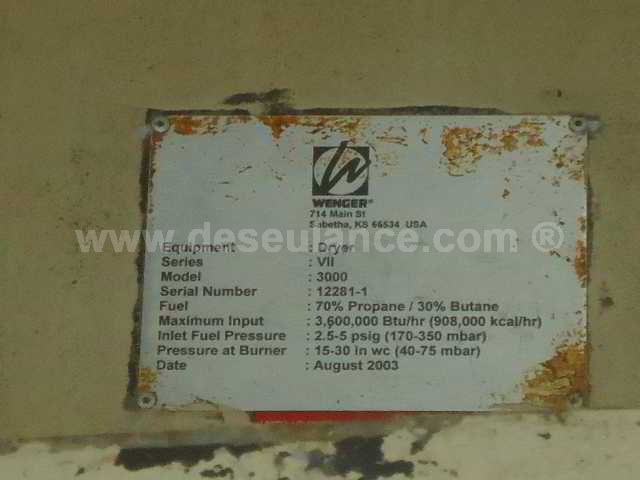 WENGER®
714 Main St
Sabetha, KS 66534 USA
www.deseulance.com ®
Equipment : Dryer
Series : VII
Model : 3000
Serial Number : 12281-1
Fuel : 70% Propane / 30% Butane
Maximum Input : 3,600,000 Btu/hr (908,000 kcal/hr)
Inlet Fuel Pressure : 2.5-5 psig (170-350 mbar)
Pressure at Burner : 15-30 in wc (40-75 mbar)
Date : August 2003